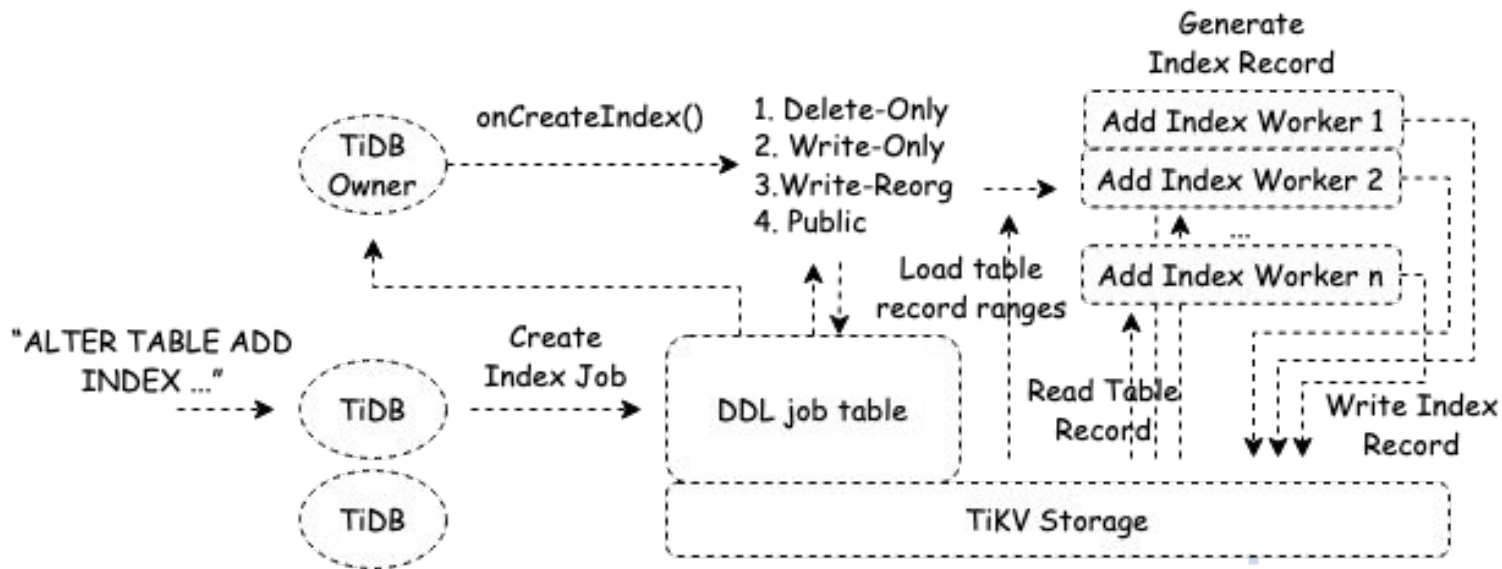 Generate
Index Record
onCreateIndex()
1. Delete-Only
2. Write-Only
3.Write-Reorg
4. Public
Add Index Worker 1
Add Index Worker 2
...
Add Index Worker n
TiDB
Owner
Load table
record ranges
"ALTER TABLE ADD
INDEX ..."
Create
Index Job
TiDB
DDL job table
Read Table
Record
Write Index
Record
TiDB
TiKV Storage